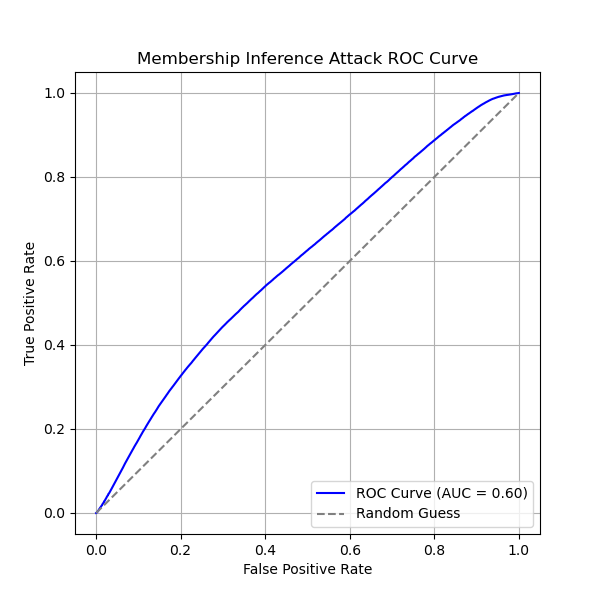 Membership Inference Attack ROC Curve
1.0
0.8
0.6
0.4
0.2
0.0
True Positive Rate
ROC Curve (AUC = 0.60)
Random Guess
0.0 0.2 0.4 0.6 0.8 1.0
False Positive Rate